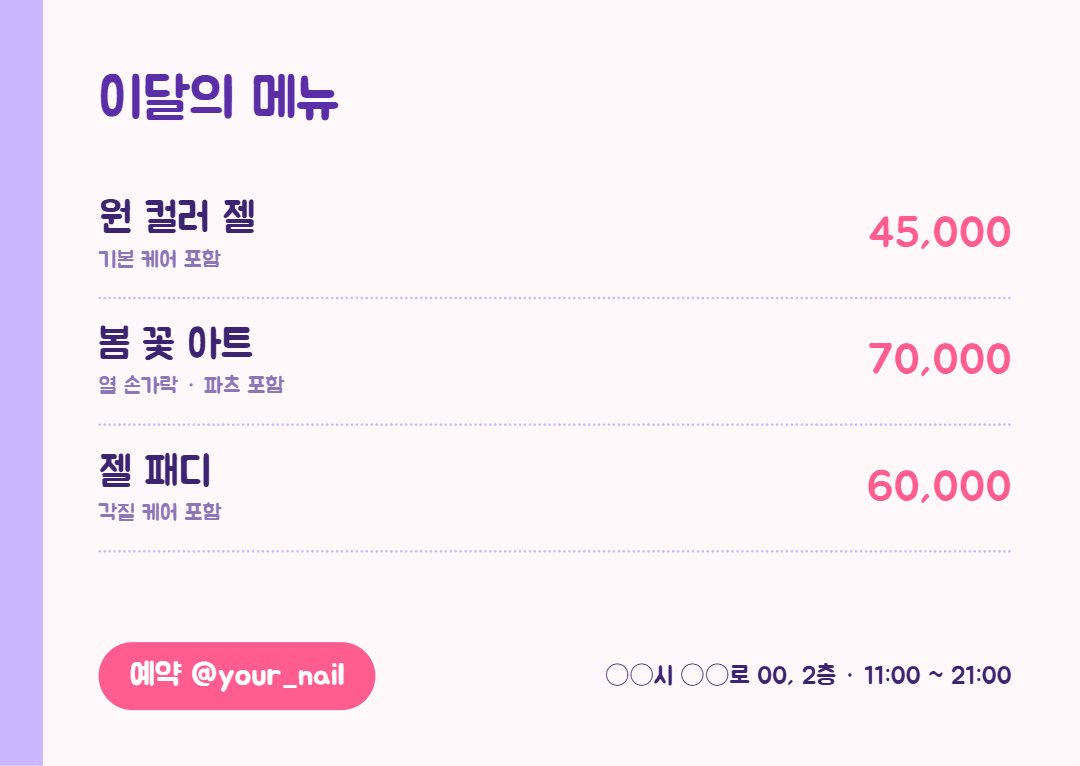 이달의 메뉴
원 컬러 젤
45,000
기본 케어 포함
봄 꽃 아트
70,000
열 손가락 · 파츠 포함
젤 패디
60,000
각질 케어 포함
예약 @your_nail
○○시 ○○로 00, 2층 · 11:00 ~ 21:00